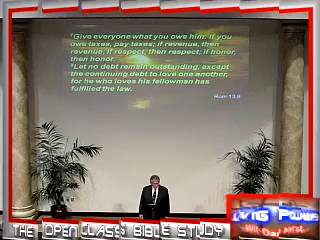 ⁷Give everyone what you owe him: If you
owe taxes, pay taxes; if revenue, then
revenue, if respect, then respect; if honor,
then honor.
⁸Let no debt remain outstanding, except
the continuing debt to love one another,
for he who loves his fellowman has
fulfilled the law.
Rom 13:8
THE OPEN CLASS BIBLE STUDY